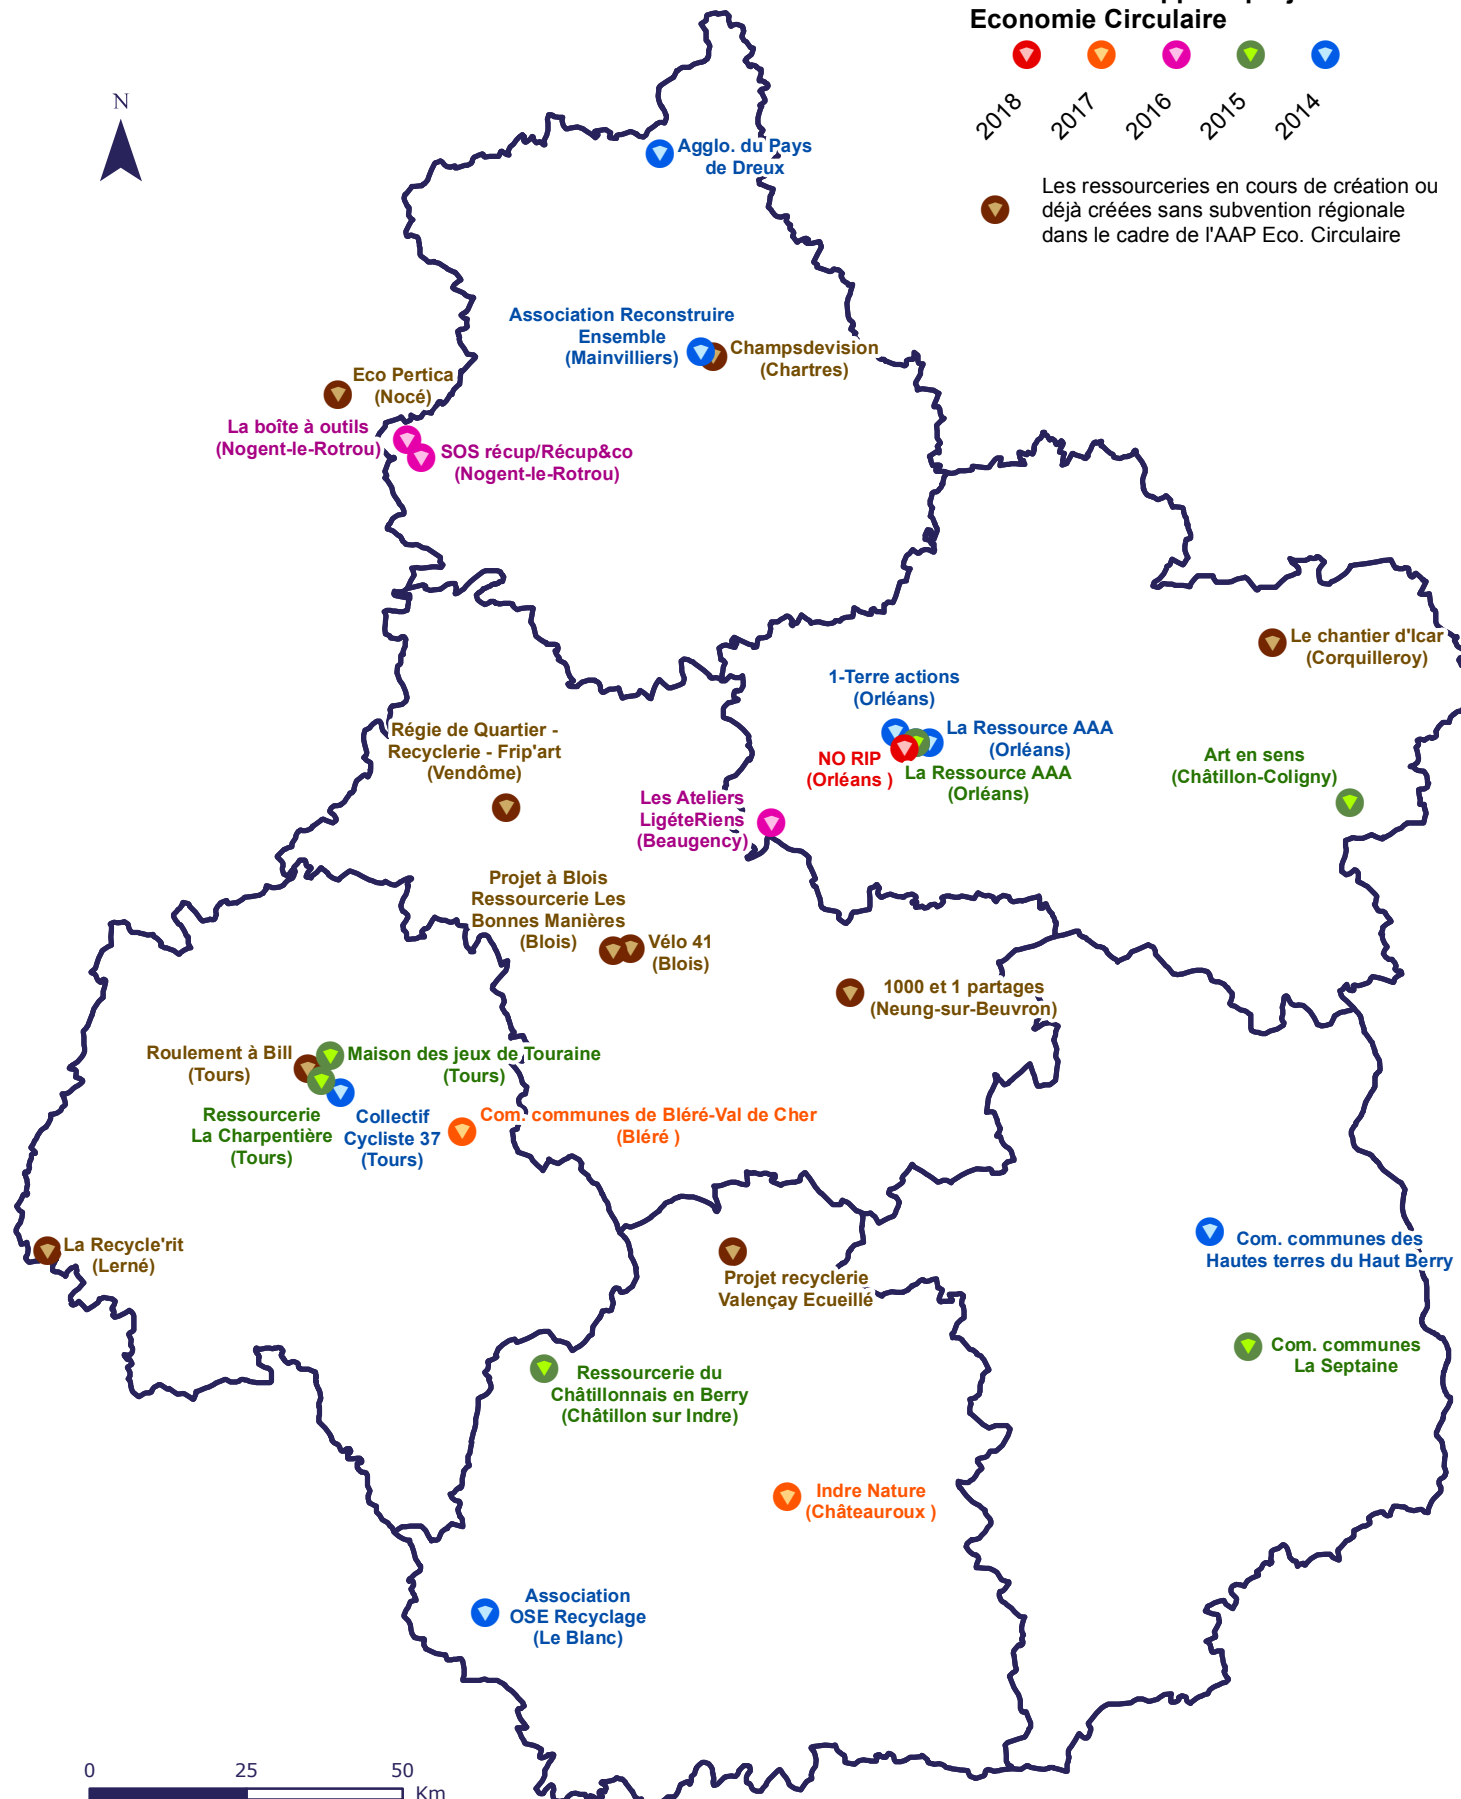 Economie Circulaire
2018
2017
2016
2015
2014
Les ressourceries en cours de création ou
déjà créées sans subvention régionale
dans le cadre de l'AAP Eco. Circulaire
N
Agglo. du Pays
de Dreux
Association Reconstruire
Ensemble
(Mainvilliers)
Champsdevision
(Chartres)
Eco Pertica
(Nocé)
La boîte à outils
(Nogent-le-Rotrou)
SOS récup/Récup&co
(Nogent-le-Rotrou)
Le chantier d'Icar
(Corquilleroy)
1-Terre actions
(Orléans)
La Ressource AAA
(Orléans)
NO RIP
(Orléans )
La Ressource AAA
(Orléans)
Art en sens
(Châtillon-Coligny)
Régie de Quartier -
Recyclerie - Frip'art
(Vendôme)
Les Ateliers
LigéteRiens
(Beaugency)
Projet à Blois
Ressourcerie Les
Bonnes Manières
(Blois)
Vélo 41
(Blois)
1000 et 1 partages
(Neung-sur-Beuvron)
Roulement à Bill
(Tours)
Maison des jeux de Touraine
(Tours)
Ressourcerie
La Charpentière
(Tours)
Collectif
Cycliste 37
(Tours)
Com. communes de Bléré-Val de Cher
(Bléré )
La Recycle'rit
(Lerné)
Projet recyclerie
Valençay Ecueillé
Com. communes des
Hautes terres du Haut Berry
Com. communes
La Septaine
Ressourcerie du
Châtillonnais en Berry
(Châtillon sur Indre)
Indre Nature
(Châteauroux )
Association
OSE Recyclage
(Le Blanc)
0 25 50
Km